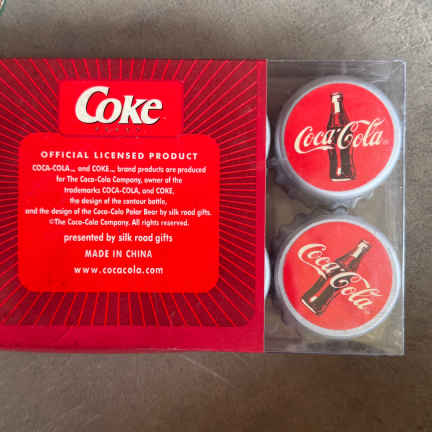 Coke
OFFICIAL LICENSED PRODUCT
COCA-COLA™ and COKE™ brand products are produced
for The Coca-Cola Company, owner of the
trademarks COCA-COLA, and COKE,
the design of the contour bottle,
and the design of the Coca-Cola Polar Bear by silk road gifts.
©The Coca-Cola Company. All rights reserved.
presented by silk road gifts
MADE IN CHINA
www.cocacola.com
Coca-Cola
Coca-Cola